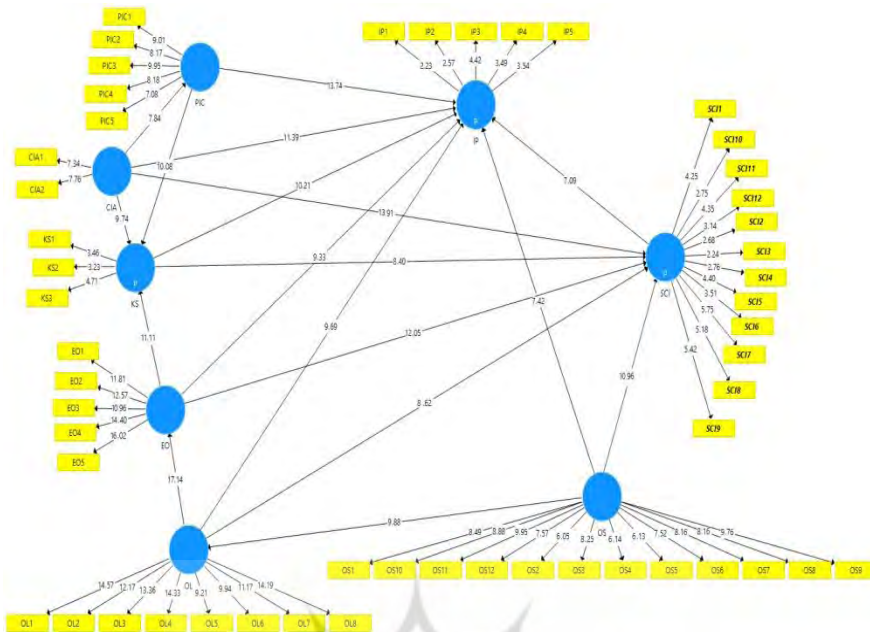 PIC1
PIC2
PIC3
PIC4
PIC5
9.01
8.17
9.95
8.18
7.08
PIC
IP1
IP2
IP3
IP4
IP5
2.23
2.57
4.42
3.49
3.54
IP
13.74
7.84
11.39
10.08
CIA1
CIA2
7.34
7.76
CIA
9.74
10.21
7.09
13.91
KS1
KS2
KS3
3.46
3.23
4.71
KS
9.33
8.40
SCI
SCI1
SCI10
SCI11
SCI12
SCI2
SCI3
SCI4
SCI5
SCI6
SCI7
SCI8
SCI9
4.25
2.75
4.35
3.14
2.68
2.24
2.76
4.40
3.51
5.75
5.18
5.42
11.11
9.69
7.42
12.05
10.96
EO1
EO2
EO3
EO4
EO5
11.81
12.57
10.96
14.40
16.02
EO
8.62
17.14
9.88
OS
8.49
8.88
9.95
7.57
6.05
8.25
6.14
6.13
7.52
8.16
8.16
9.76
OS1
OS10
OS11
OS12
OS2
OS3
OS4
OS5
OS6
OS7
OS8
OS9
OL
14.57
12.17
13.36
14.33
9.21
9.94
11.17
14.19
OL1
OL2
OL3
OL4
OL5
OL6
OL7
OL8